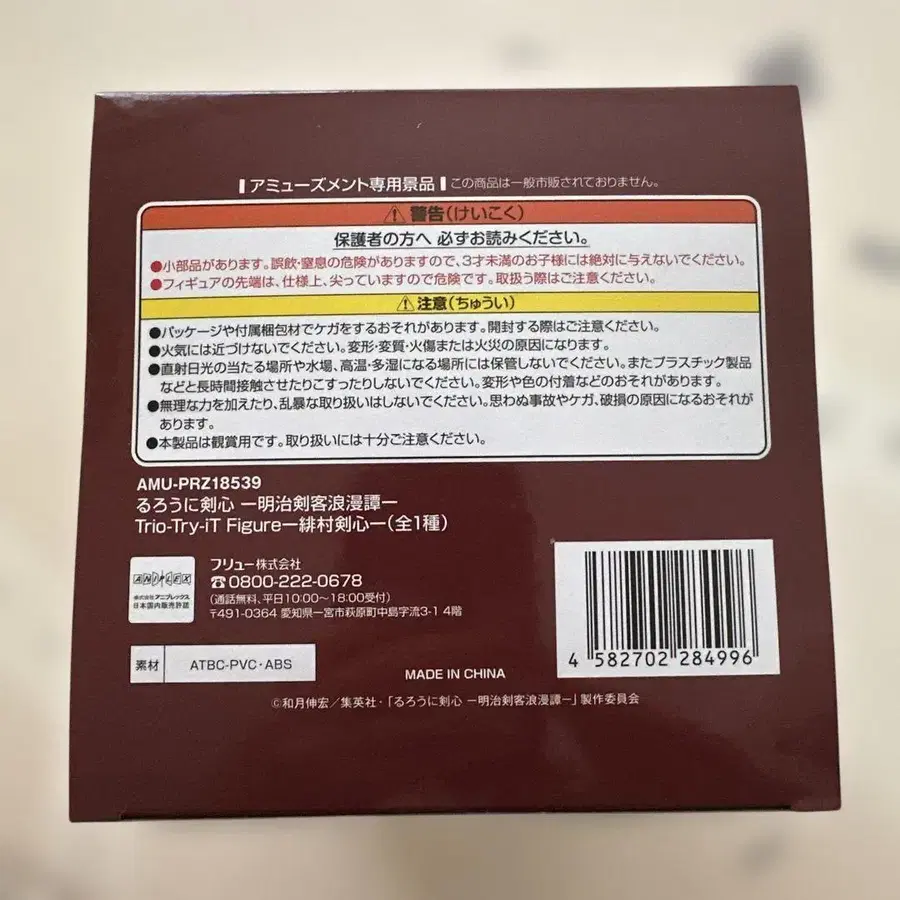 アミューズメント専用景品 この商品は一般市販されておりません。
⚠警告(けいこく)
保護者の方へ 必ずお読みください。
●小部品があります。誤飲・窒息の危険がありますので、3才未満のお子様には絶対に与えないでください。
●フィギュアの先端は、仕様上、尖っていますので危険です。取扱う際はご注意ください。
⚠注意(ちゅうい)
●パッケージや付属梱包材でケガをするおそれがあります。開封する際はご注意ください。
●火気には近づけないでください。変形・変質・火傷または火災の原因になります。
●直射日光の当たる場所や水場、高温・多湿になる場所には保管しないでください。またプラスチック製品
などと長時間接触させたりこすったりしないでください。変形や色の付着などのおそれがあります。
●無理な力を加えたり、乱暴な取り扱いはしないでください。思わぬ事故やケガ、破損の原因になるおそれが
あります。
●本製品は観賞用です。取り扱いには十分ご注意ください。
AMU-PRZ18539
るろうに剣心 ー明治剣客浪漫譚ー
Trio-Try-iT Figureー緋村剣心ー(全1種)
ANIPLEX
株式会社アニプレックス
日本国内販売許諾
フリュー株式会社
☎0800-222-0678
(通話無料、平日10:00〜18:00受付)
〒491-0364 愛知県一宮市萩原町中島字流3-1 4階
素材 ATBC-PVC・ABS
MADE IN CHINA
4 582702 284996
©和月伸宏/集英社・「るろうに剣心 ー明治剣客浪漫譚ー」製作委員会